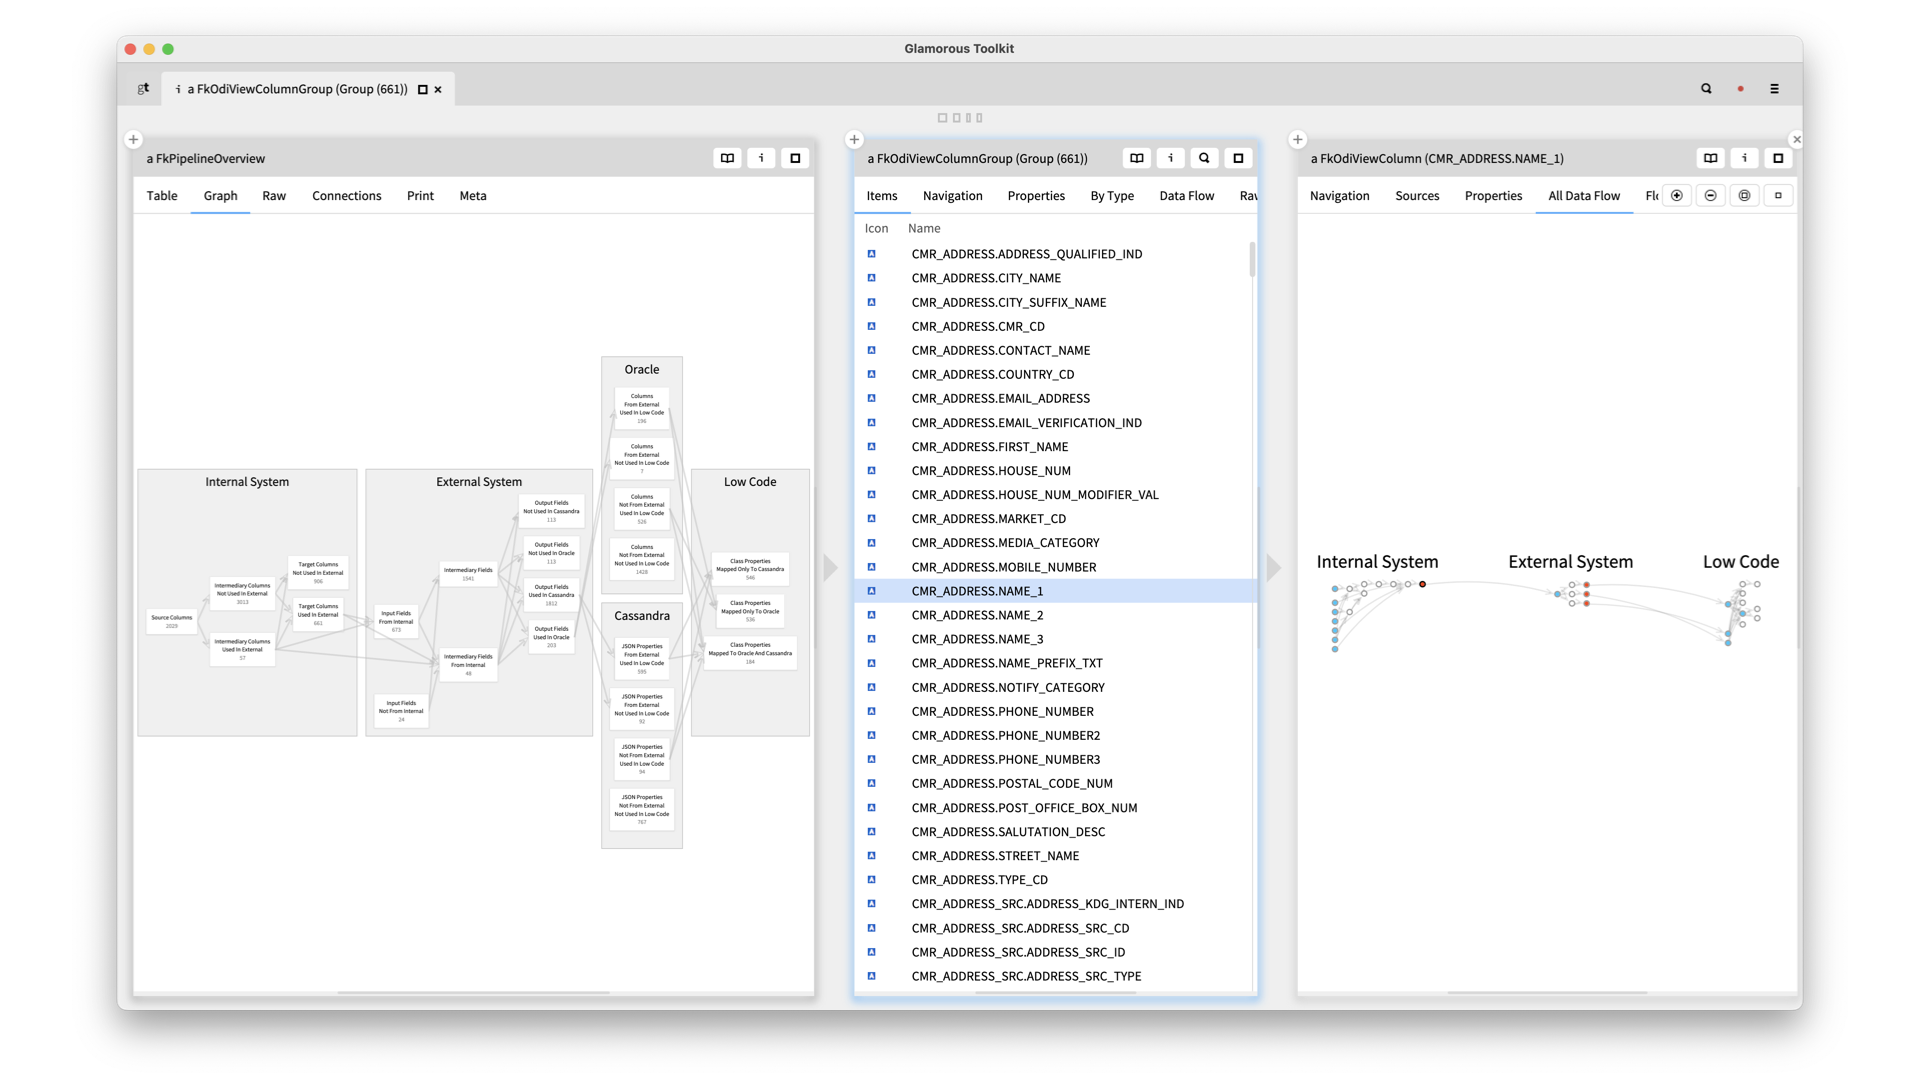 Glamorous Toolkit
gt
i a FkOdiViewColumnGroup (Group (661))
a FkPipelineOverview
i
Table Graph Raw Connections Print Meta
Internal System
Source Columns
2029
Intermediary Columns
Not Used In External
3013
Intermediary Columns
Used In External
57
Target Columns
Not Used In External
906
Target Columns
Used In External
661
External System
Input Fields
From Internal
673
Input Fields
Not From Internal
24
Intermediary Fields
1541
Intermediary Fields
From Internal
48
Output Fields
Not Used In Cassandra
113
Output Fields
Not Used In Oracle
113
Output Fields
Used In Cassandra
1812
Output Fields
Used In Oracle
203
Oracle
Columns
From External
Used In Low Code
196
Columns
From External
Not Used In Low Code
7
Columns
Not From External
Used In Low Code
526
Columns
Not From External
Not Used In Low Code
1428
Cassandra
JSON Properties
From External
Used In Low Code
595
JSON Properties
From External
Not Used In Low Code
92
JSON Properties
Not From External
Used In Low Code
94
JSON Properties
Not From External
Not Used In Low Code
767
Low Code
Class Properties
Mapped Only To Cassandra
546
Class Properties
Mapped Only To Oracle
536
Class Properties
Mapped To Oracle And Cassandra
184
a FkOdiViewColumnGroup (Group (661))
i
Items Navigation Properties By Type Data Flow Raw
Icon Name
A CMR_ADDRESS.ADDRESS_QUALIFIED_IND
A CMR_ADDRESS.CITY_NAME
A CMR_ADDRESS.CITY_SUFFIX_NAME
A CMR_ADDRESS.CMR_CD
A CMR_ADDRESS.CONTACT_NAME
A CMR_ADDRESS.COUNTRY_CD
A CMR_ADDRESS.EMAIL_ADDRESS
A CMR_ADDRESS.EMAIL_VERIFICATION_IND
A CMR_ADDRESS.FIRST_NAME
A CMR_ADDRESS.HOUSE_NUM
A CMR_ADDRESS.HOUSE_NUM_MODIFIER_VAL
A CMR_ADDRESS.MARKET_CD
A CMR_ADDRESS.MEDIA_CATEGORY
A CMR_ADDRESS.MOBILE_NUMBER
A CMR_ADDRESS.NAME_1
A CMR_ADDRESS.NAME_2
A CMR_ADDRESS.NAME_3
A CMR_ADDRESS.NAME_PREFIX_TXT
A CMR_ADDRESS.NOTIFY_CATEGORY
A CMR_ADDRESS.PHONE_NUMBER
A CMR_ADDRESS.PHONE_NUMBER2
A CMR_ADDRESS.PHONE_NUMBER3
A CMR_ADDRESS.POSTAL_CODE_NUM
A CMR_ADDRESS.POST_OFFICE_BOX_NUM
A CMR_ADDRESS.SALUTATION_DESC
A CMR_ADDRESS.STREET_NAME
A CMR_ADDRESS.TYPE_CD
A CMR_ADDRESS_SRC.ADDRESS_KDG_INTERN_IND
A CMR_ADDRESS_SRC.ADDRESS_SRC_CD
A CMR_ADDRESS_SRC.ADDRESS_SRC_ID
A CMR_ADDRESS_SRC.ADDRESS_SRC_TYPE
a FkOdiViewColumn (CMR_ADDRESS.NAME_1)
i
Navigation Sources Properties All Data Flow
Internal System
External System
Low Code